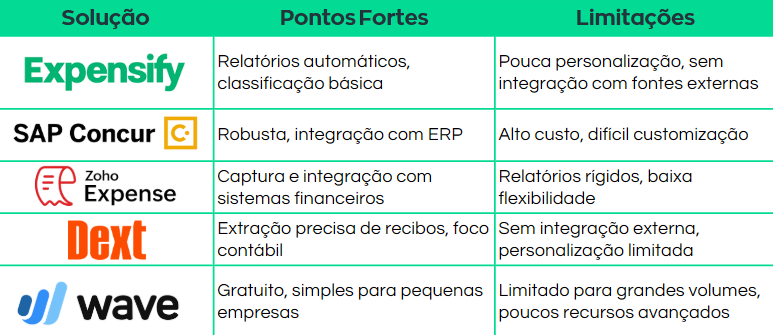 Solução Pontos Fortes Limitações
Expensify
Relatórios automáticos,
classificação básica
Pouca personalização, sem
integração com fontes externas
SAP Concur C
Robusta, integração com ERP
Alto custo, difícil customização
Zoho
Expense
Captura e integração com
sistemas financeiros
Relatórios rígidos, baixa
flexibilidade
Dext
Extração precisa de recibos, foco
contábil
Sem integração externa,
personalização limitada
wave
Gratuito, simples para pequenas
empresas
Limitado para grandes volumes,
poucos recursos avançados